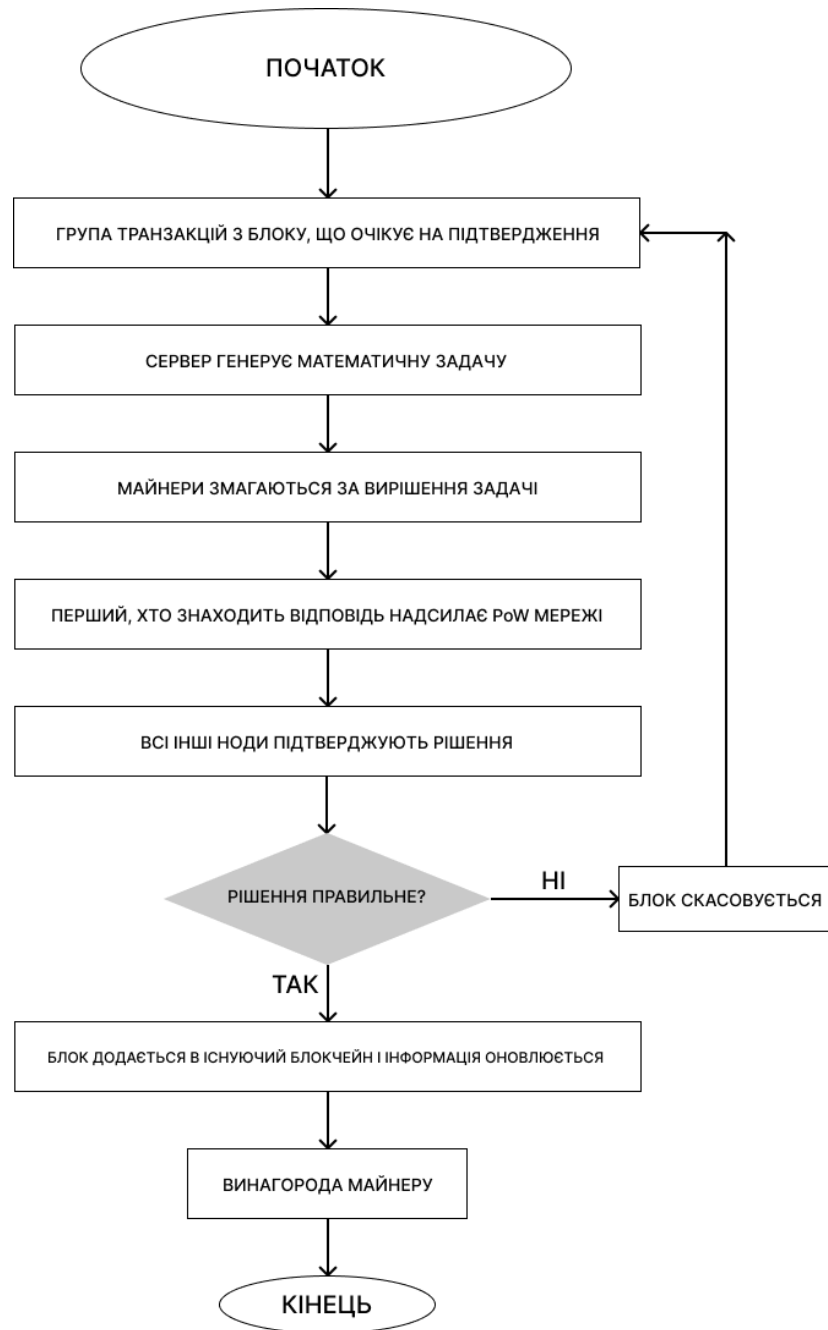 ПОЧАТОК
ГРУПА ТРАНЗАКЦІЙ З БЛОКУ, ЩО ОЧІКУЄ НА ПІДТВЕРДЖЕННЯ
СЕРВЕР ГЕНЕРУЄ МАТЕМАТИЧНУ ЗАДАЧУ
МАЙНЕРИ ЗМАГАЮТЬСЯ ЗА ВИРІШЕННЯ ЗАДАЧІ
ПЕРШИЙ, ХТО ЗНАХОДИТЬ ВІДПОВІДЬ НАДСИЛАЄ PoW МЕРЕЖІ
ВСІ ІНШІ НОДИ ПІДТВЕРДЖУЮТЬ РІШЕННЯ
РІШЕННЯ ПРАВИЛЬНЕ?
НІ
БЛОК СКАСОВУЄТЬСЯ
ТАК
БЛОК ДОДАЄТЬСЯ В ІСНУЮЧИЙ БЛОКЧЕЙН І ІНФОРМАЦІЯ ОНОВЛЮЄТЬСЯ
ВИНАГОРОДА МАЙНЕРУ
КІНЕЦЬ